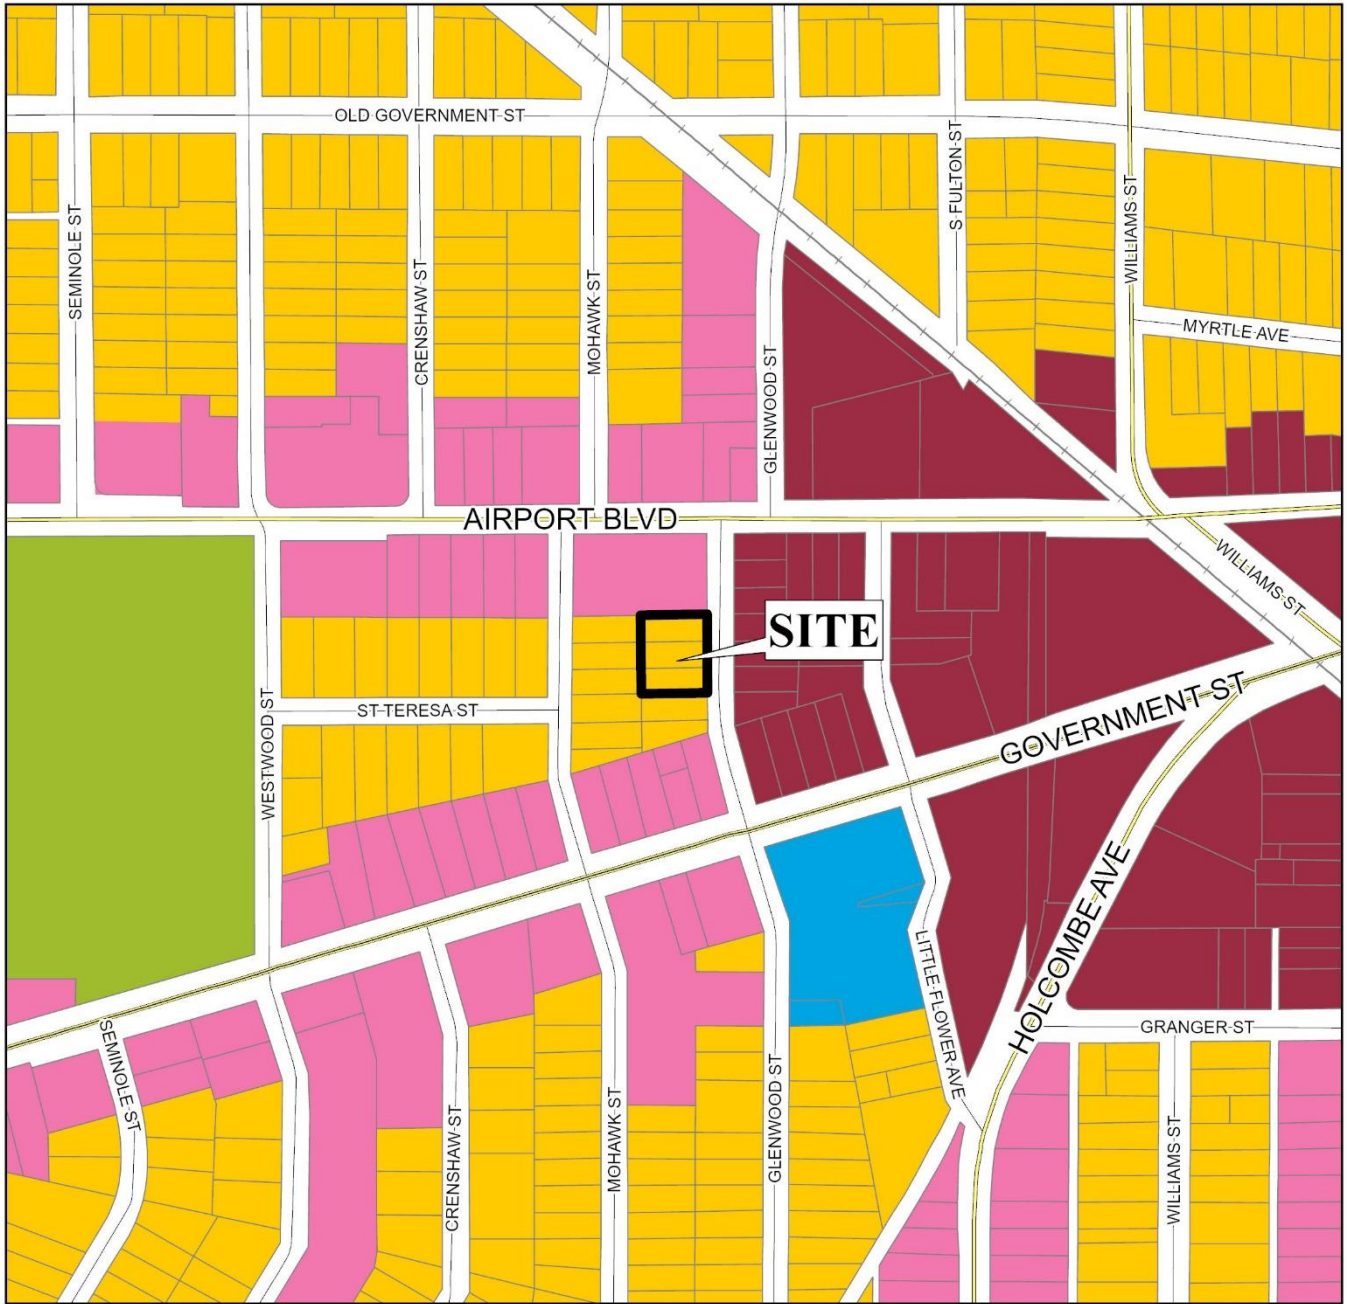 OLD GOVERNMENT ST
SEMINOLE ST
CRENSHAW ST
MOHAWK ST
GLENWOOD ST
S FULTON ST
WILLIAMS ST
MYRTLE AVE
AIRPORT BLVD
WILLIAMS ST
SITE
WESTWOOD ST
ST TERESA ST
GOVERNMENT ST
HOLCOMBE AVE
LITTLE FLOWER AVE
GRANGER ST
SEMINOLE ST
CRENSHAW ST
MOHAWK ST
GLENWOOD ST
WILLIAMS ST